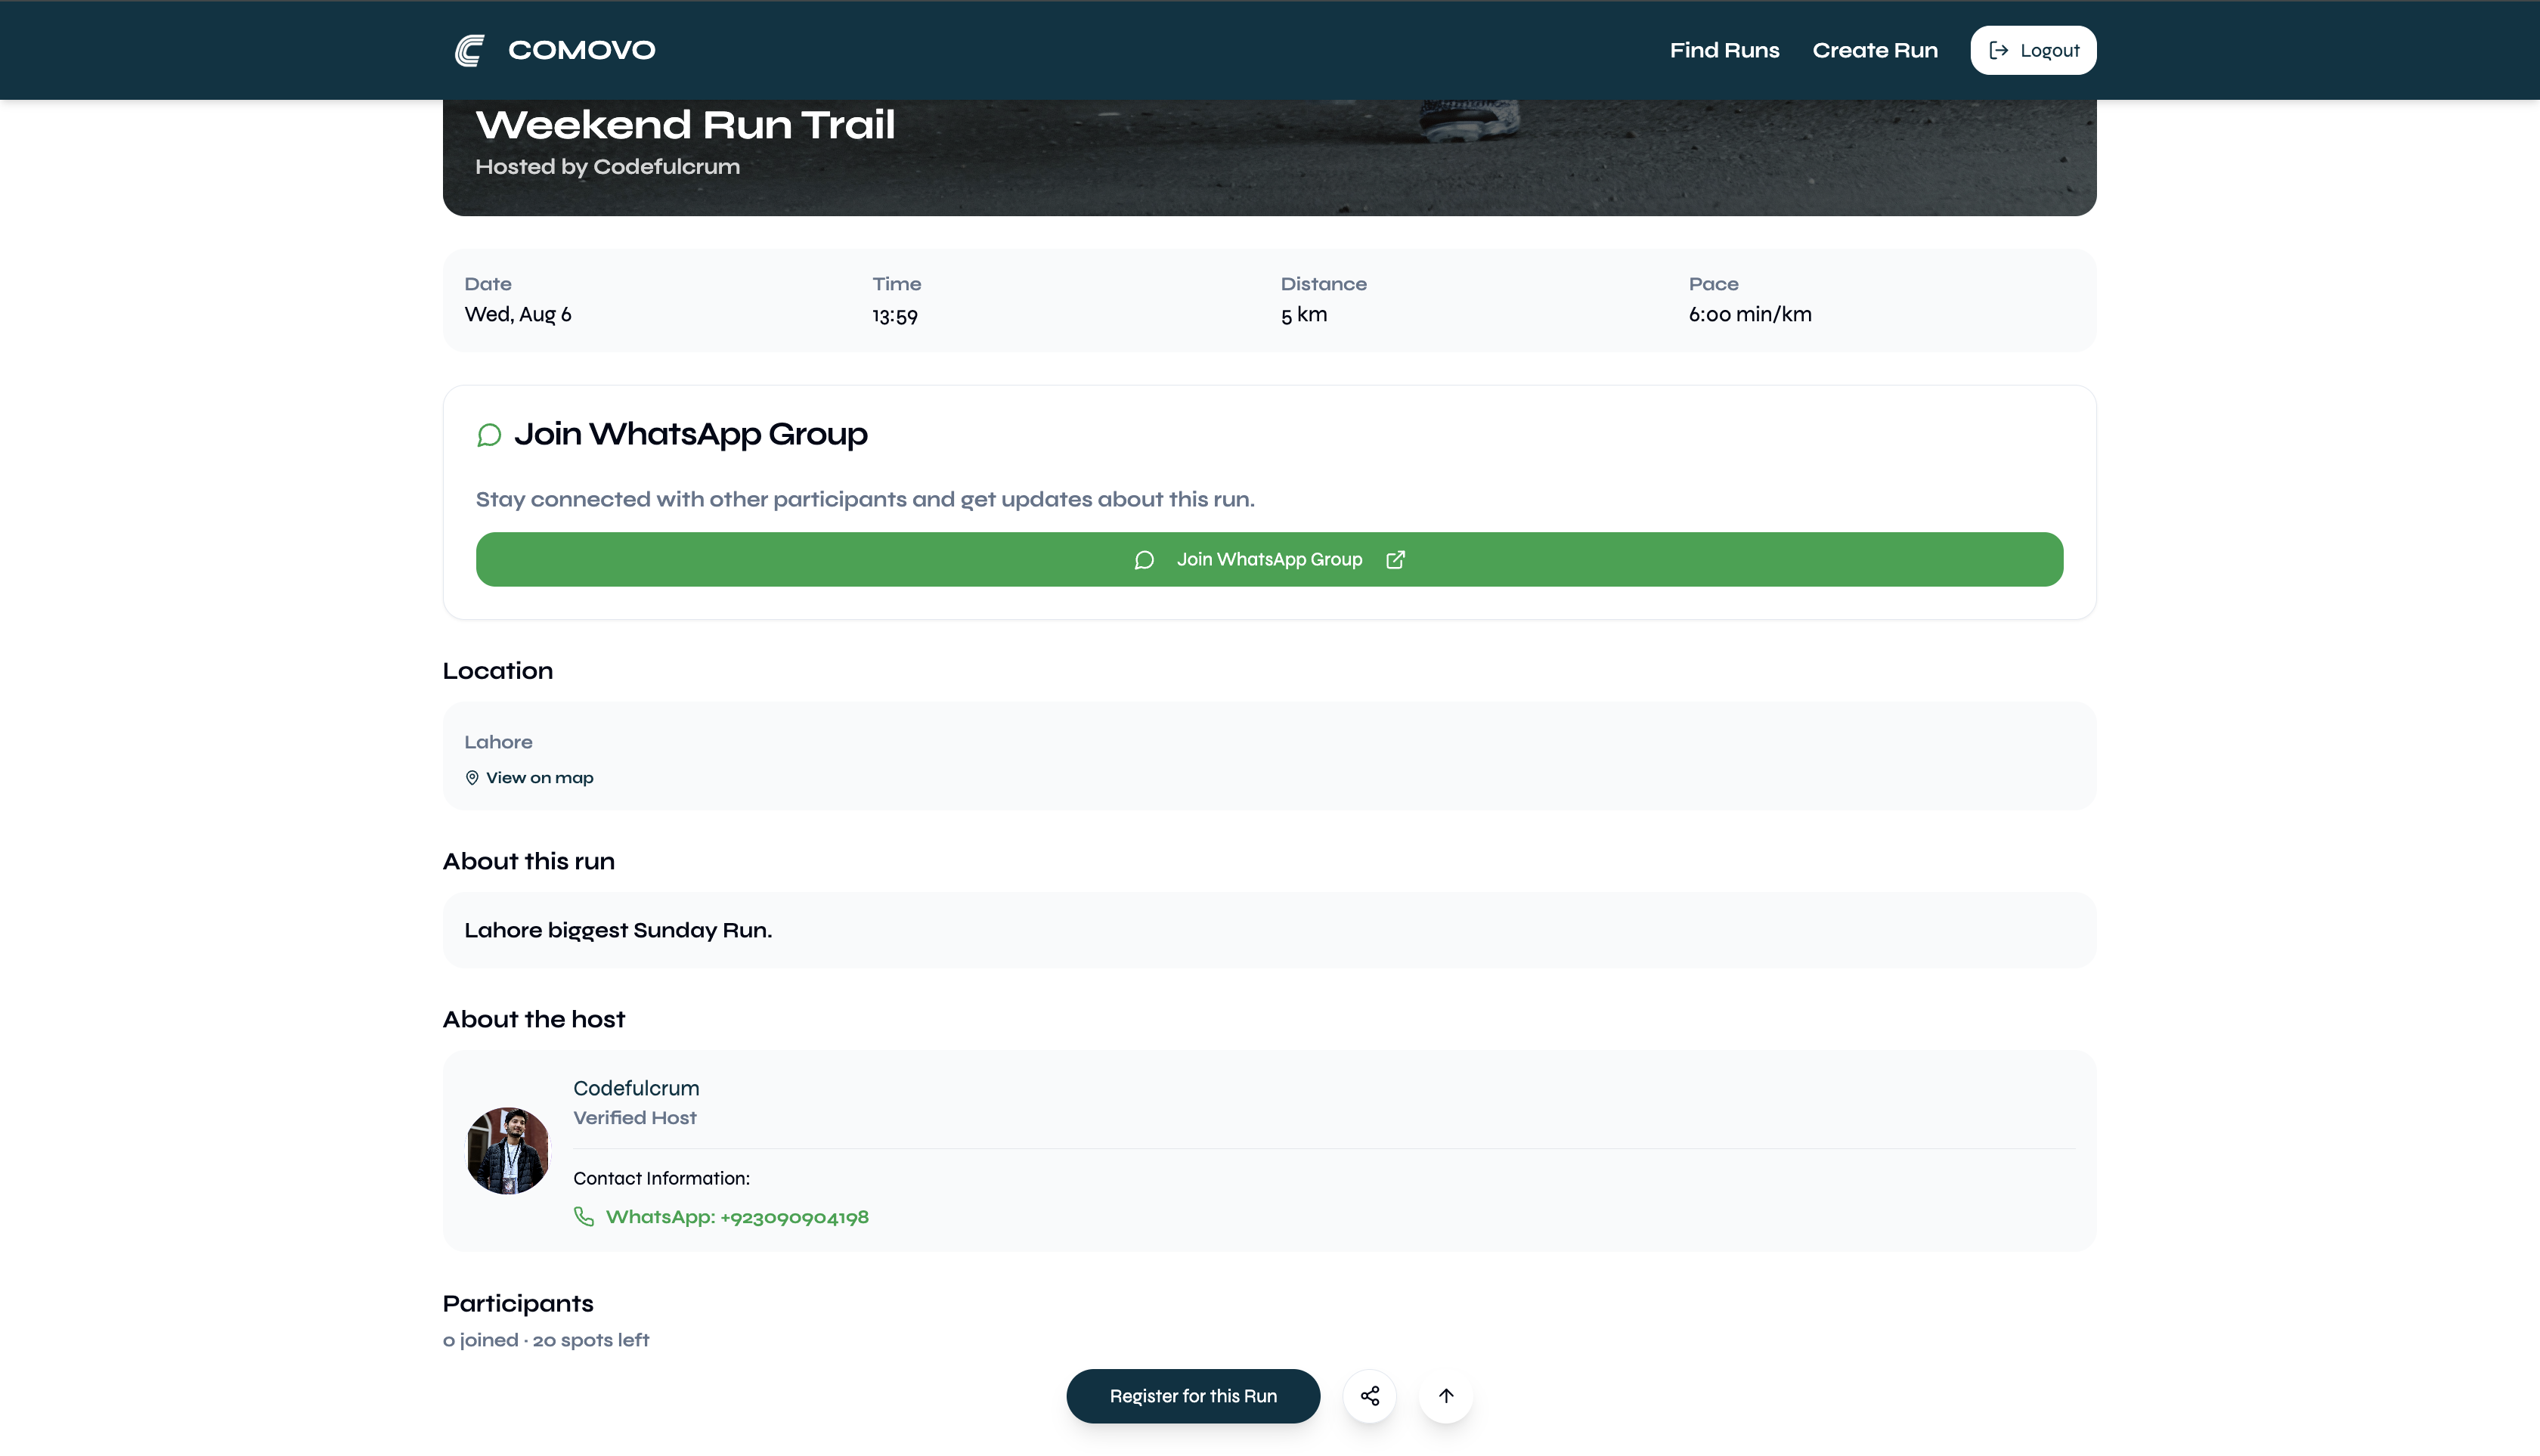 COMOVO
Find Runs
Create Run
Logout
Weekend Run Trail
Hosted by Codefulcrum
Date
Wed, Aug 6
Time
13:59
Distance
5 km
Pace
6:00 min/km
Join WhatsApp Group
Stay connected with other participants and get updates about this run.
Join WhatsApp Group
Location
Lahore
View on map
About this run
Lahore biggest Sunday Run.
About the host
Codefulcrum
Verified Host
Contact Information:
WhatsApp: +923090904198
Participants
0 joined · 20 spots left
Register for this Run